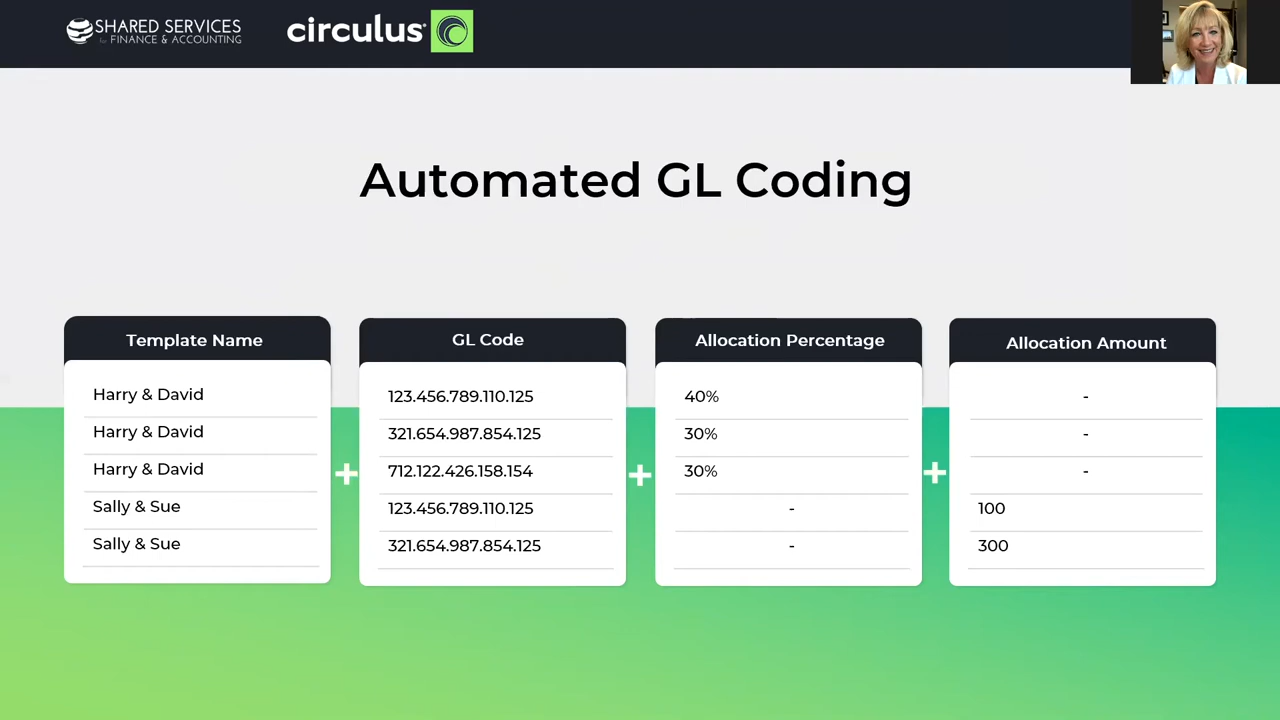 SHARED SERVICES
for FINANCE & ACCOUNTING
circulus
Automated GL Coding
Template Name
Harry & David
Harry & David
Harry & David
Sally & Sue
Sally & Sue
+
GL Code
123.456.789.110.125
321.654.987.854.125
712.122.426.158.154
123.456.789.110.125
321.654.987.854.125
+
Allocation Percentage
40%
30%
30%
-
-
+
Allocation Amount
-
-
-
100
300